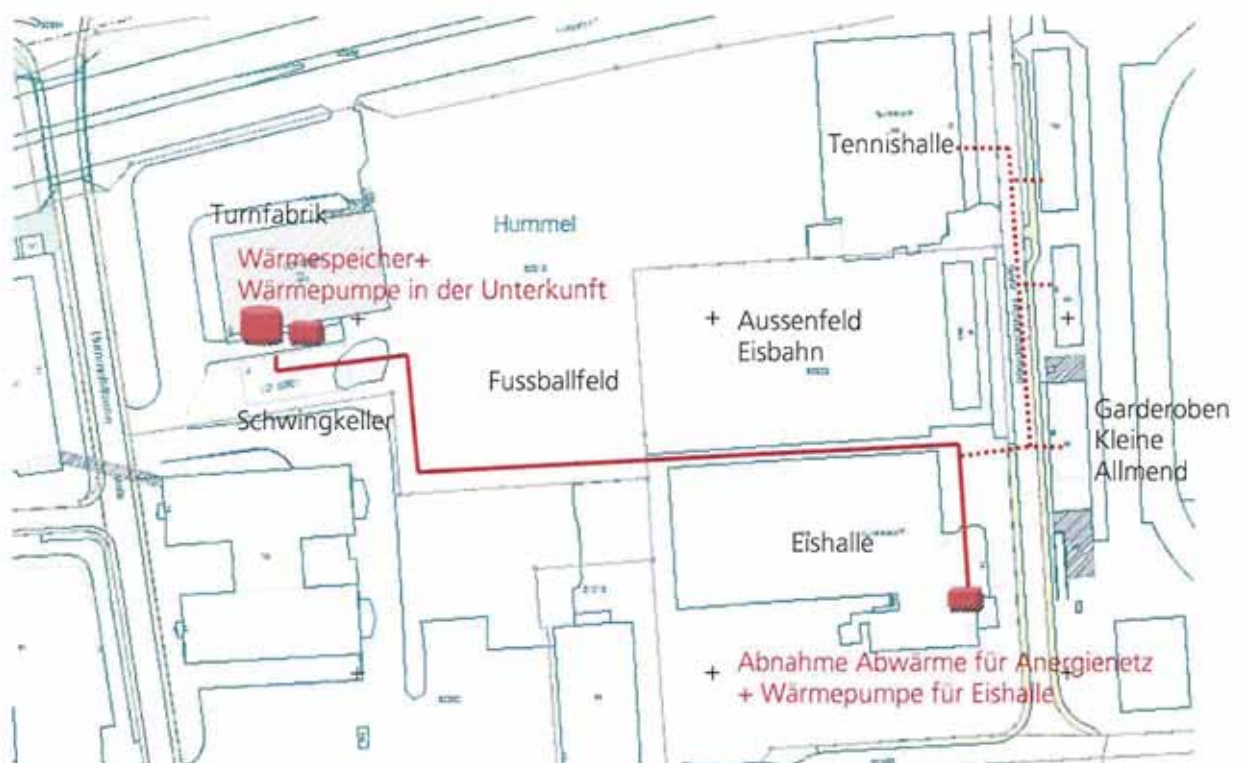 Tennishalle
Turnfabrik
Hummel
Wärmespeicher+
Wärmepumpe in der Unterkunft
Aussenfeld
Eisbahn
Fussballfeld
Schwingkeller
Garderoben
Kleine
Allmend
Eishalle
Abnahme Abwärme für Anergienetz
+ Wärmepumpe für Eishalle